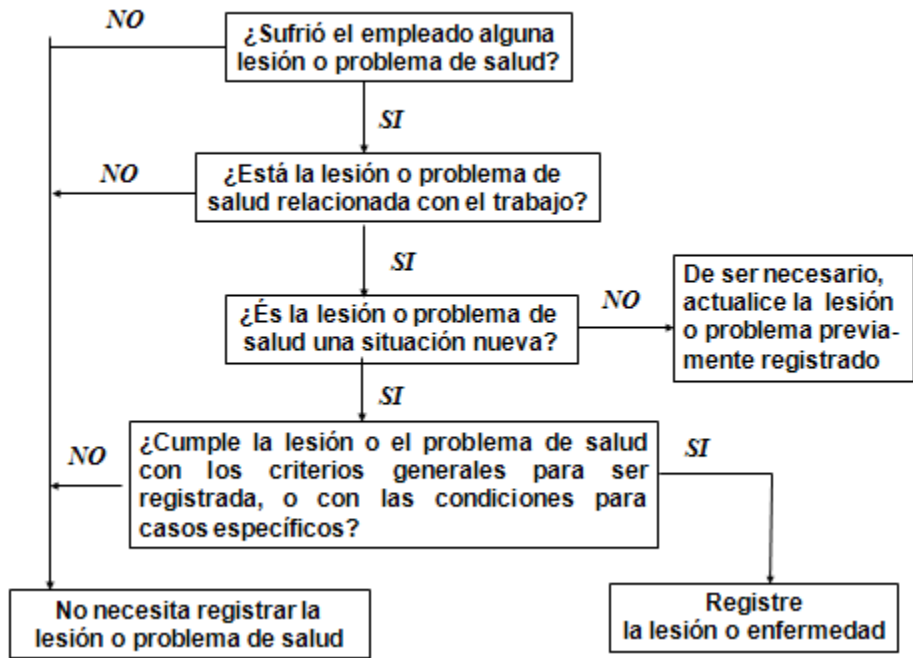 NO
¿Sufrió el empleado alguna
lesión o problema de salud?
SI
NO
¿Está la lesión o problema de
salud relacionada con el trabajo?
SI
¿És la lesión o problema de
salud una situación nueva?
NO
De ser necesario,
actualice la lesión
o problema previa-
mente registrado
SI
NO
¿Cumple la lesión o el problema de salud
con los criterios generales para ser
registrada, o con las condiciones para
casos específicos?
SI
No necesita registrar la
lesión o problema de salud
Registre
la lesión o enfermedad